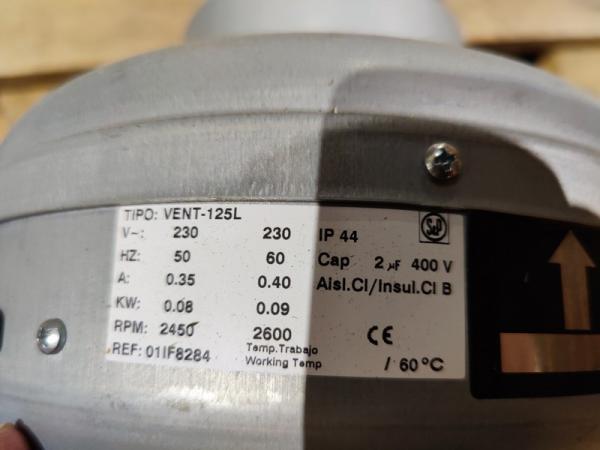 TIPO: VENT-125L
V~: 230 230 IP 44 S&P
HZ: 50 60 Cap 2 µF 400 V
A: 0.35 0.40 Aisl.Cl/Insul.Cl B
KW: 0.08 0.09
RPM: 2450 2600 CE
REF: 01IF8284 Temp.Trabajo
Working Temp / 60°C